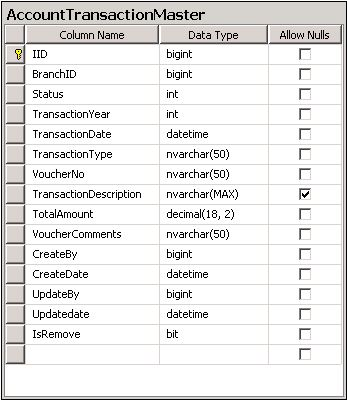 AccountTransactionMaster
Column Name Data Type Allow Nulls
IID bigint
BranchID bigint
Status int
TransactionYear int
TransactionDate datetime
TransactionType nvarchar(50)
VoucherNo nvarchar(50)
TransactionDescription nvarchar(MAX)
TotalAmount decimal(18, 2)
VoucherComments nvarchar(50)
CreateBy bigint
CreateDate datetime
UpdateBy bigint
Updatedate datetime
IsRemove bit